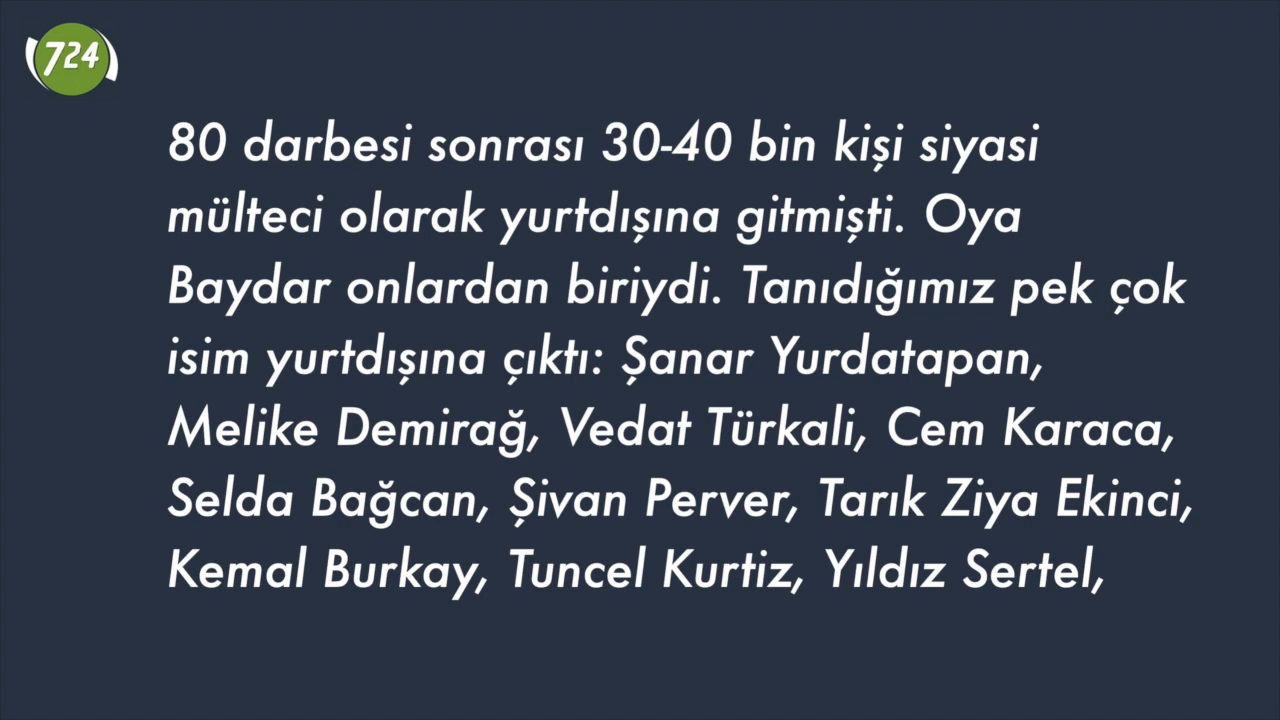 724
80 darbesi sonrası 30-40 bin kişi siyasi
mülteci olarak yurtdışına gitmişti. Oya
Baydar onlardan biriydi. Tanıdığımız pek çok
isim yurtdışına çıktı: Şanar Yurdatapan,
Melike Demirağ, Vedat Türkali, Cem Karaca,
Selda Bağcan, Şivan Perver, Tarık Ziya Ekinci,
Kemal Burkay, Tuncel Kurtiz, Yıldız Sertel,